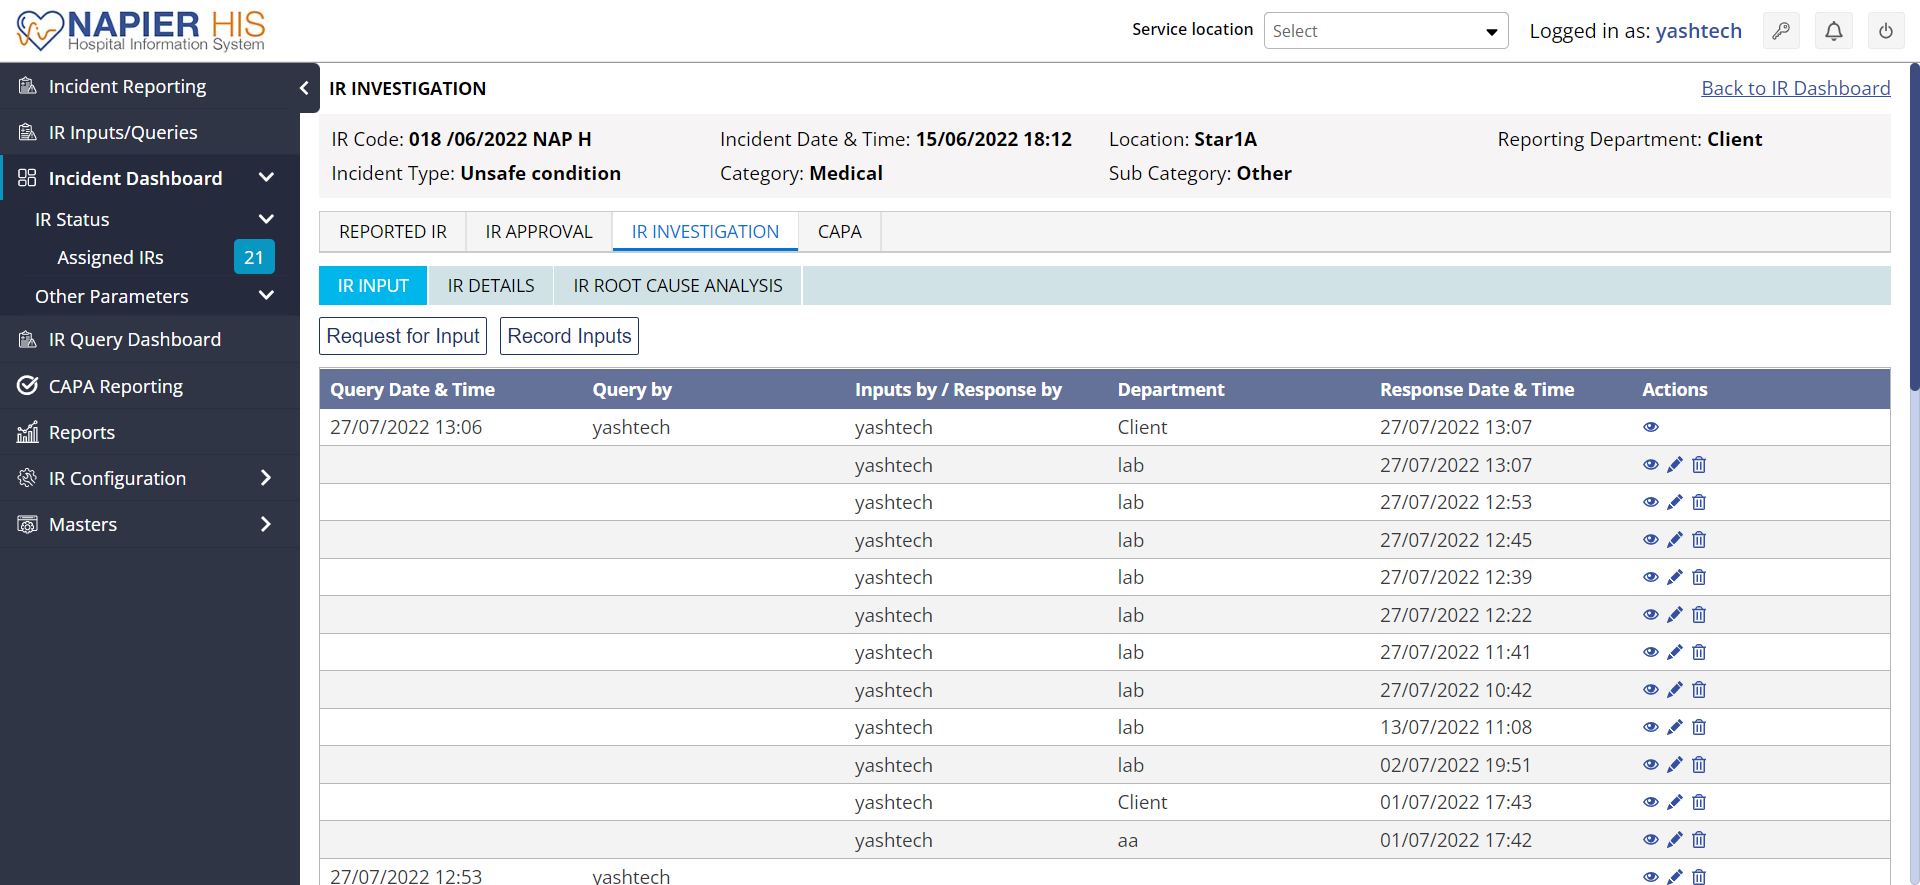 NAPIER HIS
Hospital Information System
Service location
Select
Logged in as: yashtech
Incident Reporting
IR Inputs/Queries
Incident Dashboard
IR Status
Assigned IRs 21
Other Parameters
IR Query Dashboard
CAPA Reporting
Reports
IR Configuration
Masters
IR INVESTIGATION
Back to IR Dashboard
IR Code: 018 /06/2022 NAP H Incident Date & Time: 15/06/2022 18:12 Location: Star1A Reporting Department: Client
Incident Type: Unsafe condition Category: Medical Sub Category: Other
REPORTED IR IR APPROVAL IR INVESTIGATION CAPA
IR INPUT IR DETAILS IR ROOT CAUSE ANALYSIS
Request for Input Record Inputs
Query Date & Time Query by Inputs by / Response by Department Response Date & Time Actions
27/07/2022 13:06 yashtech yashtech Client 27/07/2022 13:07
yashtech lab 27/07/2022 13:07
yashtech lab 27/07/2022 12:53
yashtech lab 27/07/2022 12:45
yashtech lab 27/07/2022 12:39
yashtech lab 27/07/2022 12:22
yashtech lab 27/07/2022 11:41
yashtech lab 27/07/2022 10:42
yashtech lab 13/07/2022 11:08
yashtech lab 02/07/2022 19:51
yashtech Client 01/07/2022 17:43
yashtech aa 01/07/2022 17:42
27/07/2022 12:53 yashtech